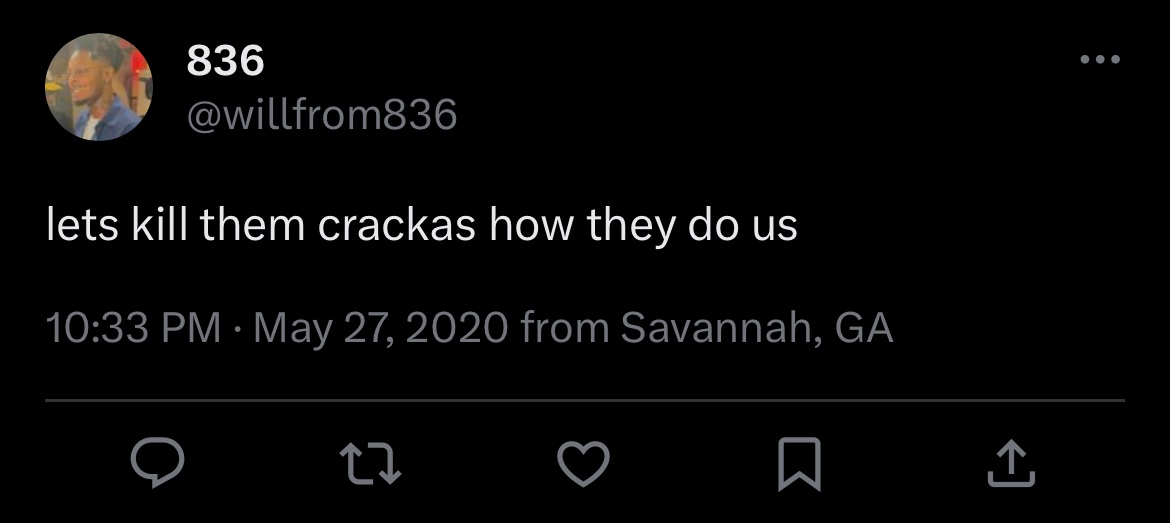 836
@willfrom836
lets kill them crackas how they do us
10:33 PM · May 27, 2020 from Savannah, GA